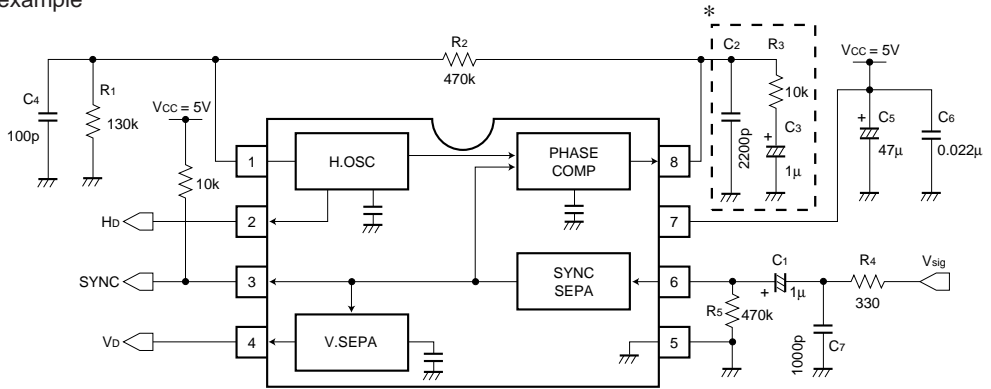 example
*
R2
470k
C2
R3
10k
2200p
C3
+
1μ
VCC = 5V
+
C5
47μ
C6
0.022μ
C4
100p
R1
130k
VCC = 5V
10k
1
H.OSC
PHASE
COMP
8
HD
2
7
SYNC
3
SYNC
SEPA
6
C1
+
1μ
R4
330
Vsig
R5
470k
1000p
C7
VD
4
V.SEPA
5